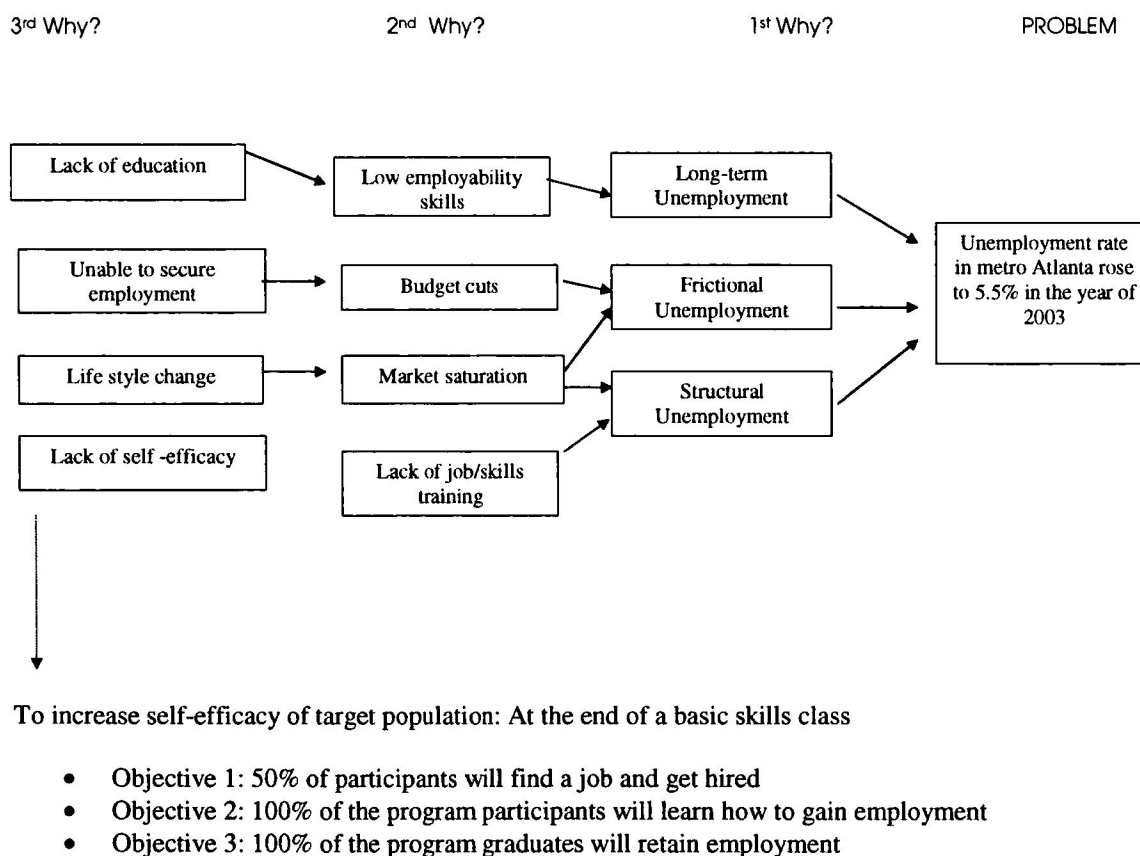 3rd Why? 2nd Why? 1st Why? PROBLEM
Lack of education
Low employability
skills
Long-term
Unemployment
Unemployment rate
in metro Atlanta rose
to 5.5% in the year of
2003
Unable to secure
employment
Budget cuts
Frictional
Unemployment
Life style change
Market saturation
Structural
Unemployment
Lack of self -efficacy
Lack of job/skills
training
To increase self-efficacy of target population: At the end of a basic skills class
• Objective 1: 50% of participants will find a job and get hired
• Objective 2: 100% of the program participants will learn how to gain employment
• Objective 3: 100% of the program graduates will retain employment